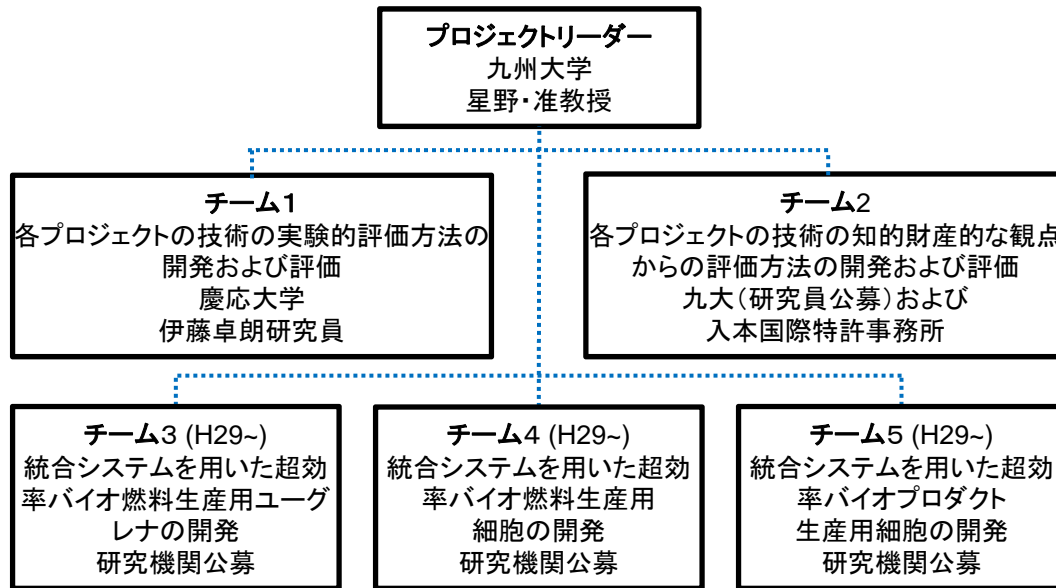 プロジェクトリーダー
九州大学
星野・准教授
チーム1
各プロジェクトの技術の実験的評価方法の
開発および評価
慶応大学
伊藤卓朗研究員
チーム2
各プロジェクトの技術の知的財産的な観点
からの評価方法の開発および評価
九大(研究員公募)および
入本国際特許事務所
チーム3 (H29~)
統合システムを用いた超効
率バイオ燃料生産用ユーグ
レナの開発
研究機関公募
チーム4 (H29~)
統合システムを用いた超効
率バイオ燃料生産用
細胞の開発
研究機関公募
チーム5 (H29~)
統合システムを用いた超効
率バイオプロダクト
生産用細胞の開発
研究機関公募